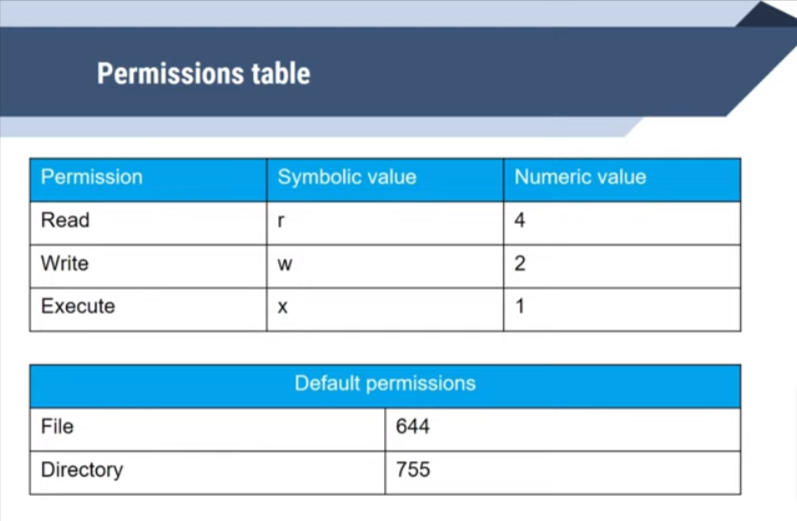 Permissions table
Permission Symbolic value Numeric value
Read r 4
Write w 2
Execute x 1
Default permissions
File 644
Directory 755